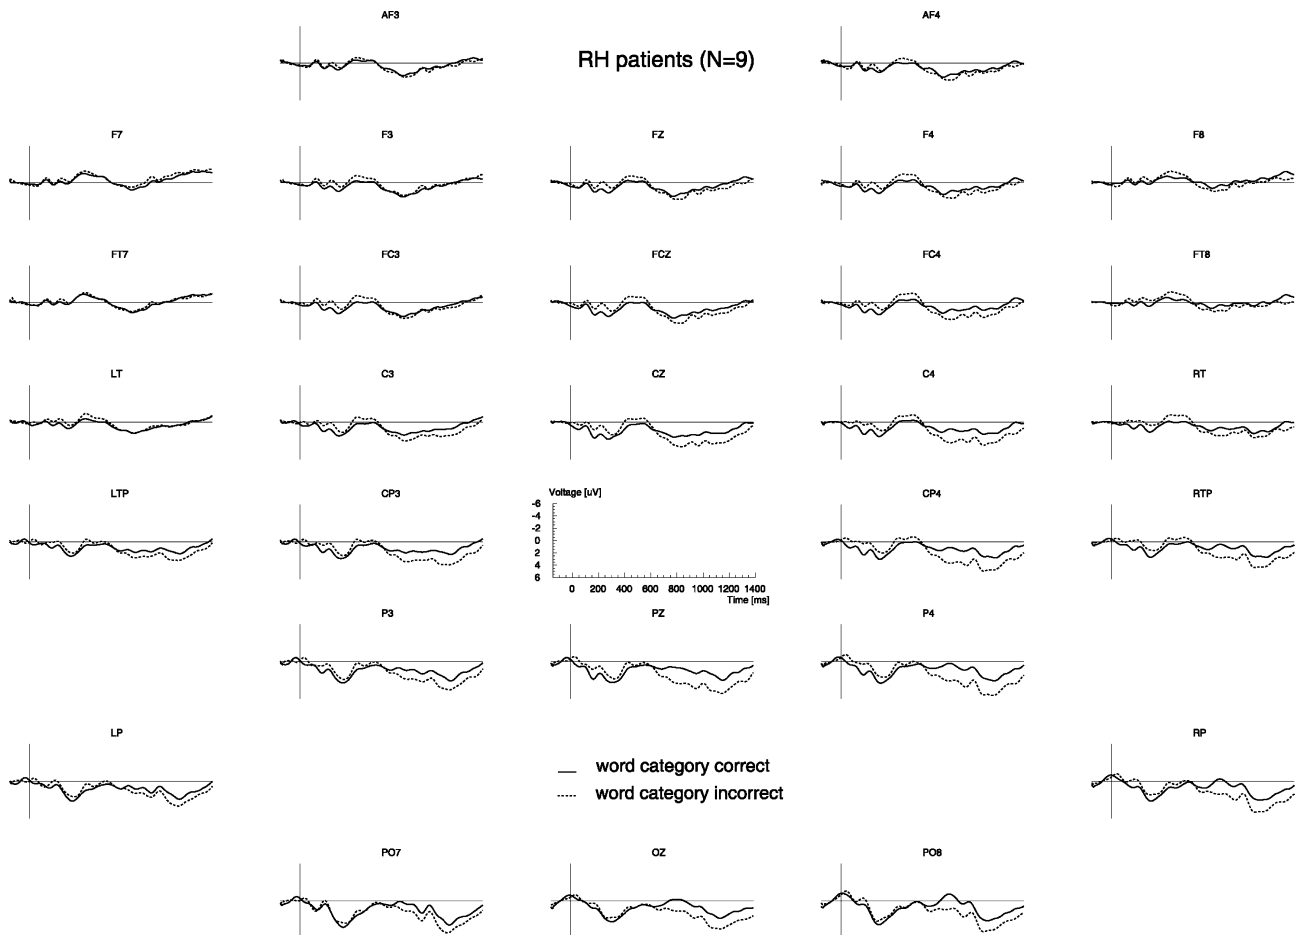 AF3
AF4
RH patients (N=9)
F7
F3
FZ
F4
F8
FT7
FC3
FCZ
FC4
FT8
LT
C3
CZ
C4
RT
LTP
CP3
Voltage [uV]
CP4
RTP
-6
-4
-2
0
2
4
6
0 200 400 600 800 1000 1200 1400
Time [ms]
P3
PZ
P4
LP
RP
word category correct
word category incorrect
PO7
OZ
PO8